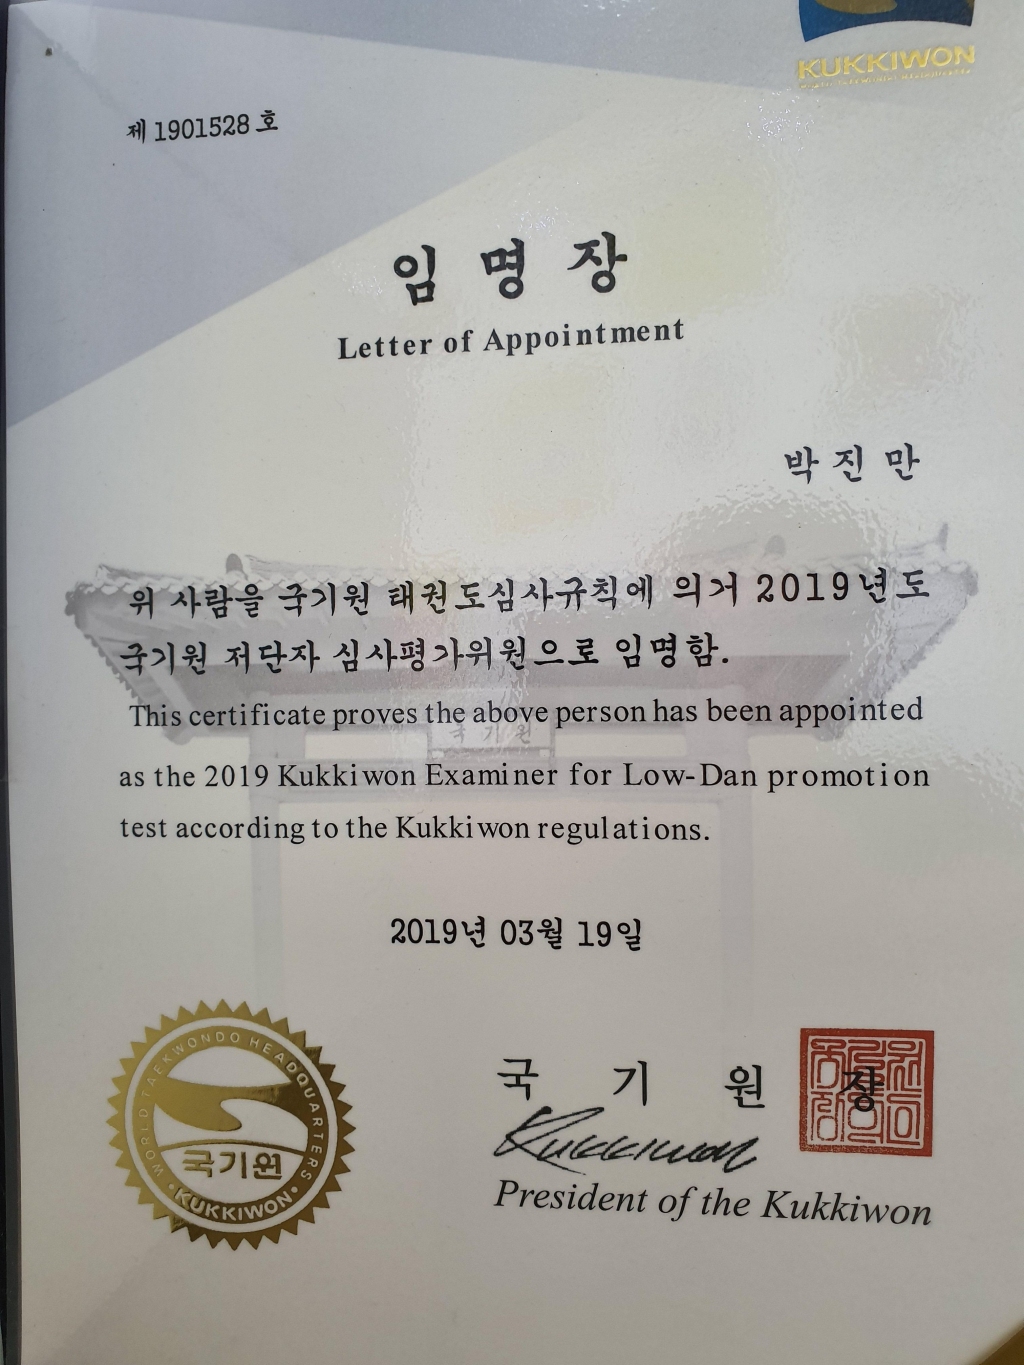 KUKKIWON
제 1901528 호
임 명 장
Letter of Appointment
박 진 만
위 사람을 국기원 태권도심사규칙에 의거 2019년도
국기원 저단자 심사평가위원으로 임명함.
This certificate proves the above person has been appointed
국 기 원
as the 2019 Kukkiwon Examiner for Low-Dan promotion
test according to the Kukkiwon regulations.
2019년 03월 19일
WORLD TAEKWONDO HEADQUARTERS
국기원
KUKKIWON
국 기 원 장
Kukkiwon
President of the Kukkiwon